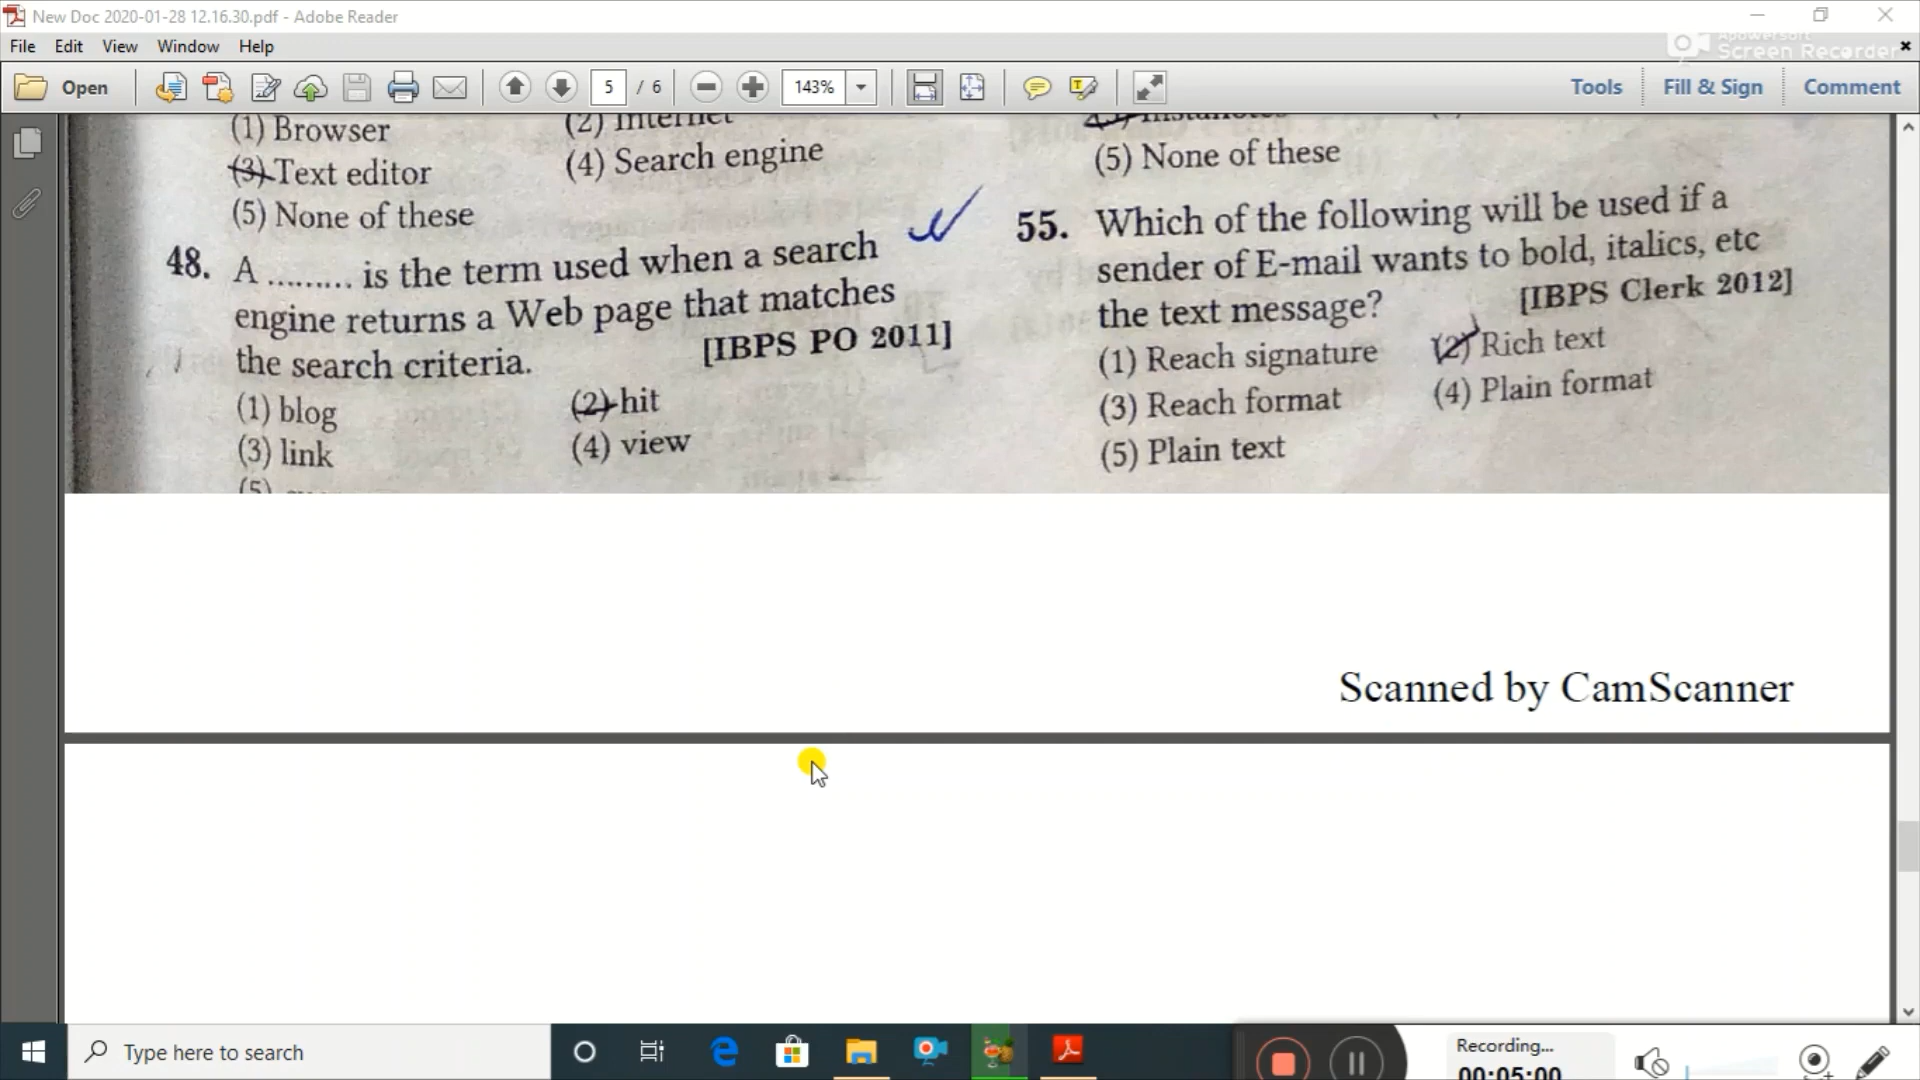 New Doc 2020-01-28 12.16.30.pdf - Adobe Reader
Apowersoft
Screen Recorder
File Edit View Window Help
Open
5 / 6
143%
Tools
Fill & Sign
Comment
(1) Browser
(2) Internet
(3) Text editor
(4) Search engine
(5) None of these
48. A ......... is the term used when a search
engine returns a Web page that matches
the search criteria. [IBPS PO 2011]
(1) blog
(2) hit
(3) link
(4) view
(5)
(5) None of these
55. Which of the following will be used if a
sender of E-mail wants to bold, italics, etc
the text message? [IBPS Clerk 2012]
(1) Reach signature
(2) Rich text
(3) Reach format
(4) Plain format
(5) Plain text
Scanned by CamScanner
Type here to search
Recording...
00:05:00